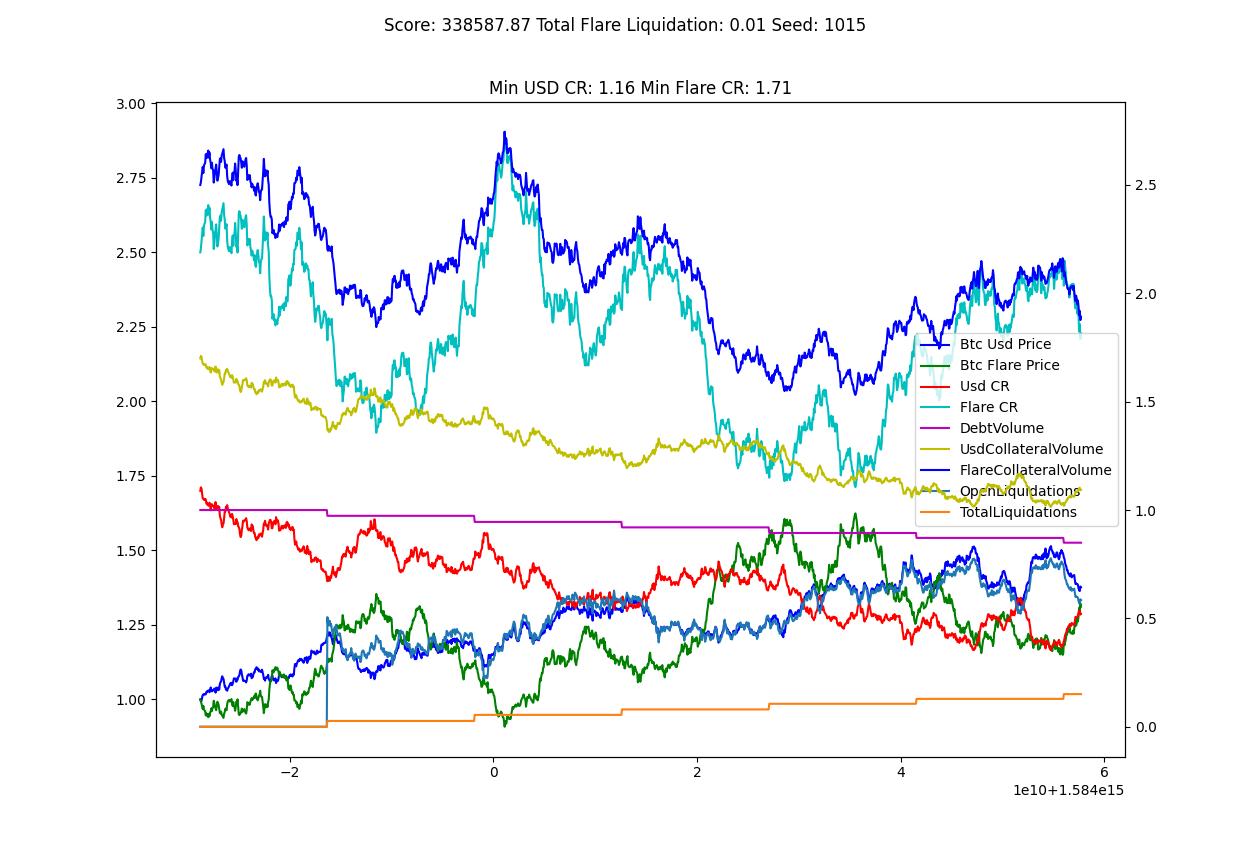 Score: 338587.87 Total Flare Liquidation: 0.01 Seed: 1015
Min USD CR: 1.16 Min Flare CR: 1.71
3.00
2.75
2.50
2.25
2.00
1.75
1.50
1.25
1.00
2.5
2.0
1.5
1.0
0.5
0.0
Btc Usd Price
Btc Flare Price
Usd CR
Flare CR
DebtVolume
UsdCollateralVolume
FlareCollateralVolume
OpenLiquidations
TotalLiquidations
−2 0 2 4 6
1e10+1.584e15